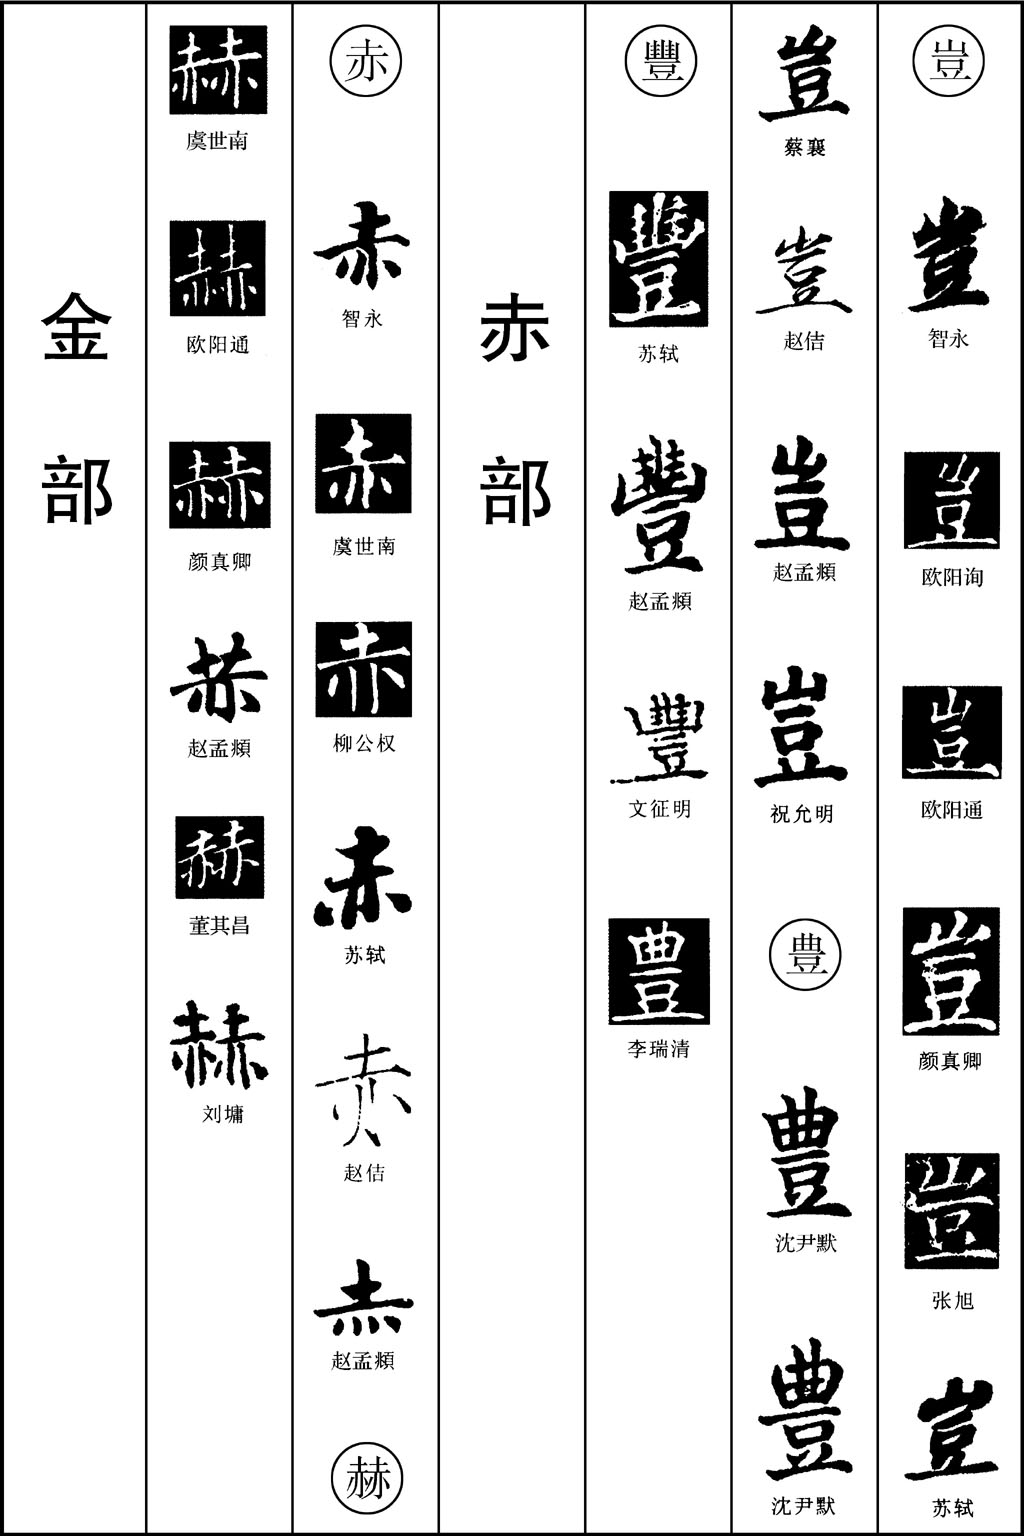 豈
豈
智永
豈
欧阳询
豈
欧阳通
豈
颜真卿
豈
张旭
豈
苏轼
豈
蔡襄
豈
赵佶
豈
赵孟頫
豈
祝允明
豊
豊
沈尹默
豊
沈尹默
豐
豐
苏轼
豐
赵孟頫
豐
文征明
豊
李瑞清
赤部
赤
赤
智永
赤
虞世南
赤
柳公权
赤
苏轼
赤
赵佶
赤
赵孟頫
赫
赫
虞世南
赫
欧阳通
赫
颜真卿
赫
赵孟頫
赫
董其昌
赫
刘墉
金部